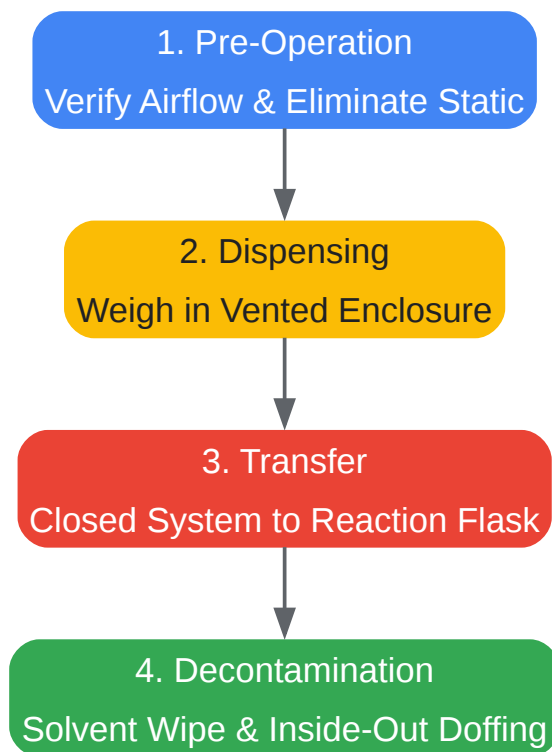 1. Pre-Operation
Verify Airflow & Eliminate Static
2. Dispensing
Weigh in Vented Enclosure
3. Transfer
Closed System to Reaction Flask
4. Decontamination
Solvent Wipe & Inside-Out Doffing